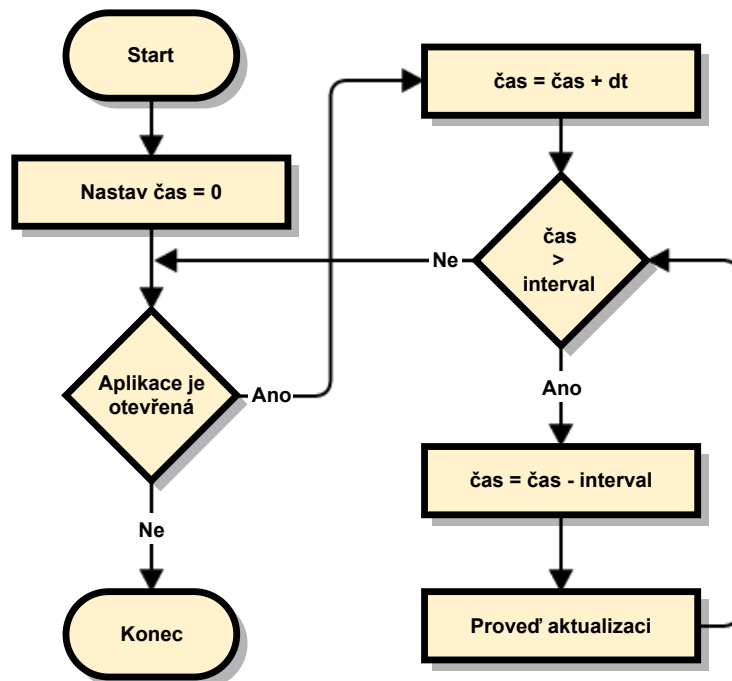 Start
Nastav čas = 0
Aplikace je
otevřená
Ano
Ne
Konec
čas = čas + dt
čas
>
interval
Ne
Ano
čas = čas - interval
Proveď aktualizaci